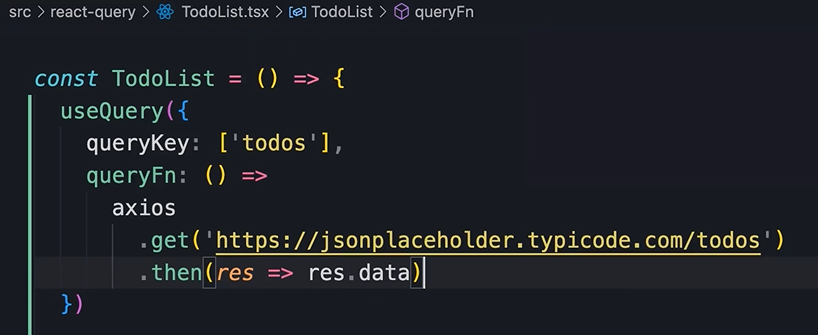 src > react-query > TodoList.tsx > TodoList > queryFn
const TodoList = () => {
useQuery({
queryKey: ['todos'],
queryFn: () =>
axios
.get('https://jsonplaceholder.typicode.com/todos')
.then(res => res.data)
})